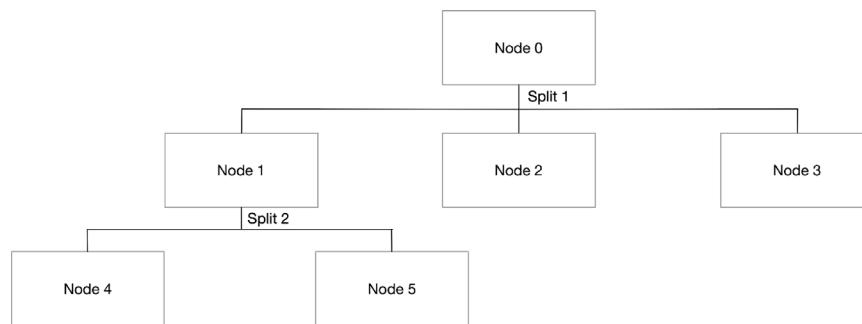 Node 0
Split 1
Node 1
Node 2
Node 3
Split 2
Node 4
Node 5